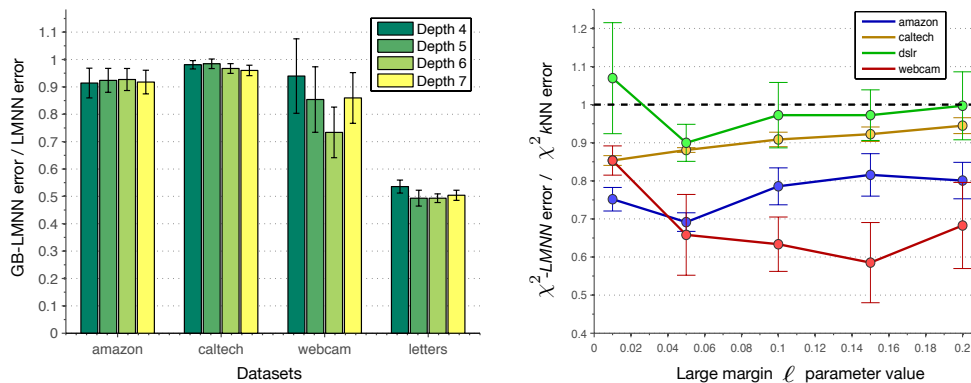 GB-LMNN error / LMNN error
1.1
1
0.9
0.8
0.7
0.6
0.5
0.4
0.3
0.2
0.1
0
Depth 4
Depth 5
Depth 6
Depth 7
amazon caltech webcam letters
Datasets
χ²-LMNN error / χ² kNN error
1.2
1.1
1
0.9
0.8
0.7
0.6
0.5
0.4
amazon
caltech
dslr
webcam
0 0.02 0.04 0.06 0.08 0.1 0.12 0.14 0.16 0.18 0.2
Large margin ℓ parameter value